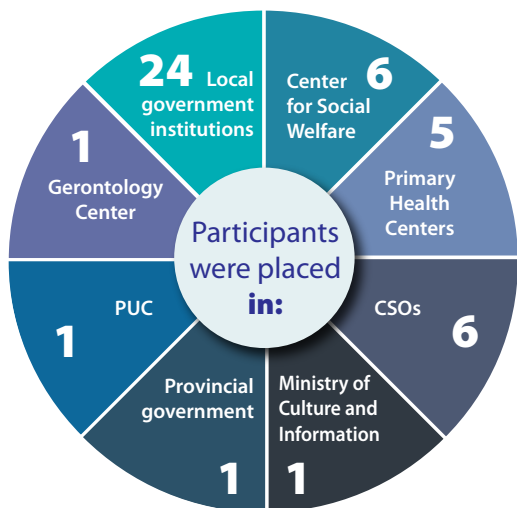 24 Local
government
institutions
Center 6
for Social
Welfare
5
Primary
Health
Centers
CSOs 6
Ministry of
Culture and
Information
1
Provincial
government
1
PUC
1
1
Gerontology
Center
Participants
were placed
in: